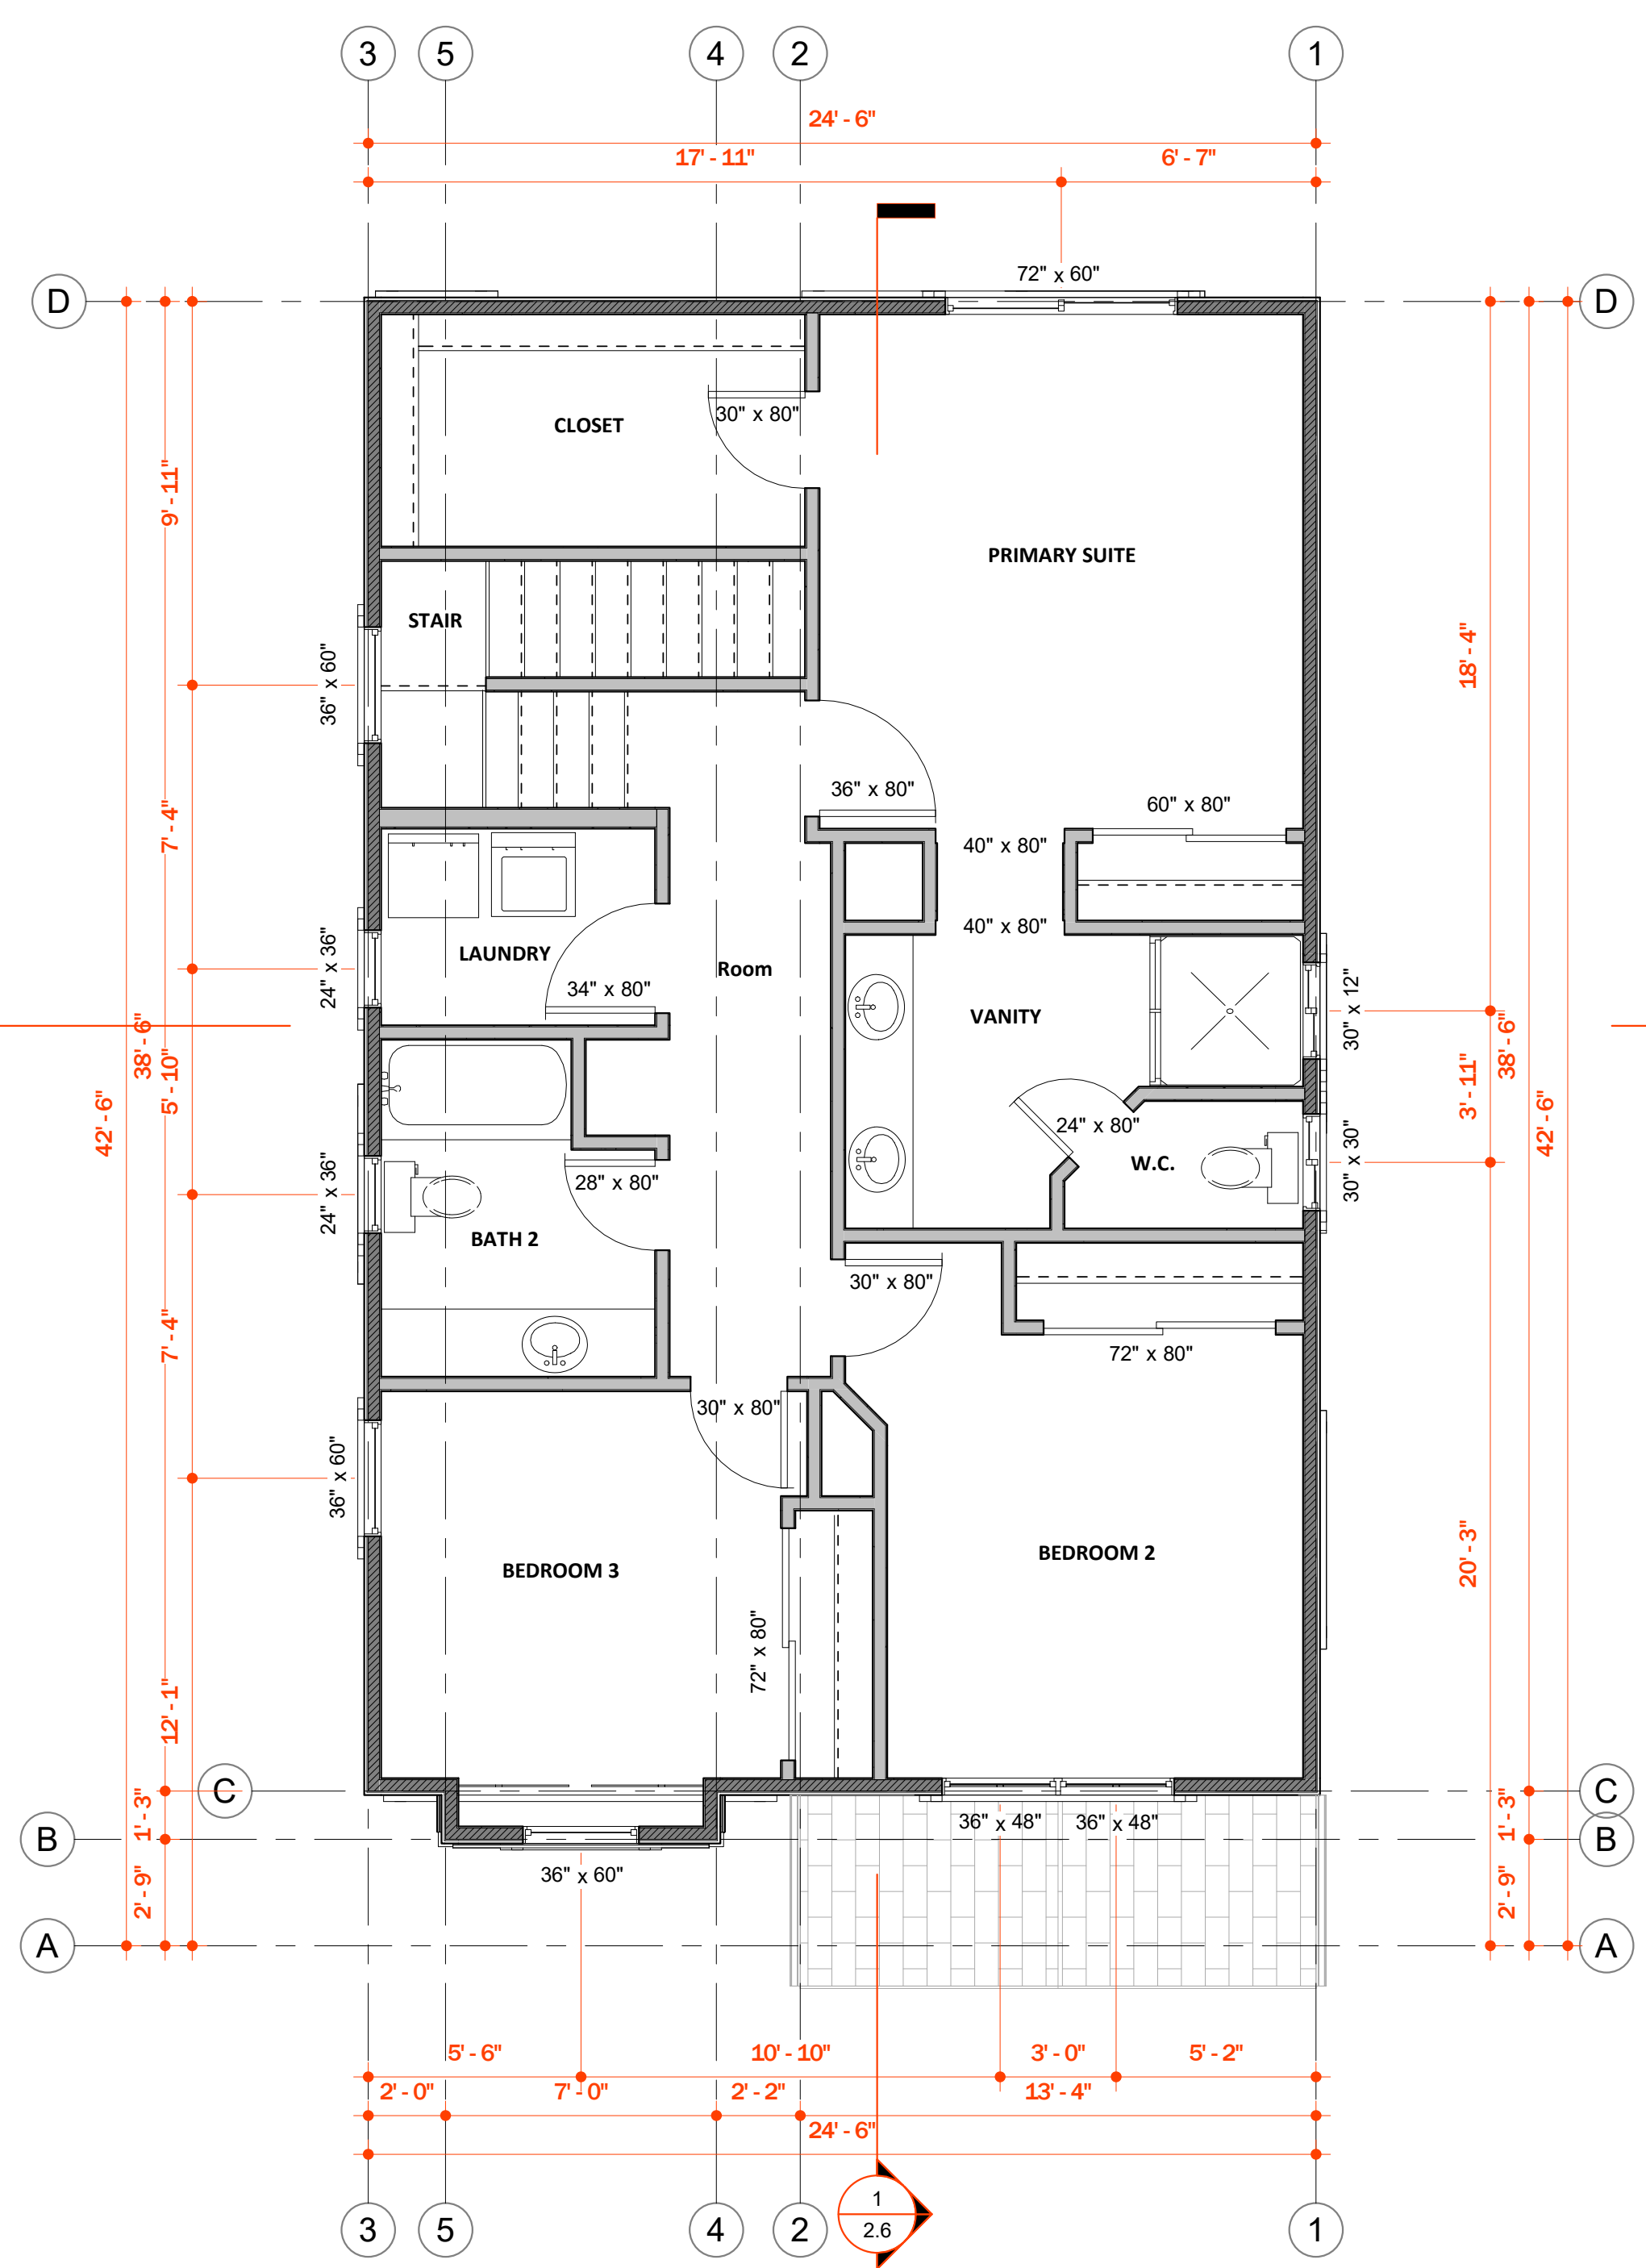 3 5 4 2 1
24' - 6"
17' - 11" 6' - 7"
72" x 60"
D D
CLOSET
30" x 80"
9' - 11"
PRIMARY SUITE
STAIR
36" x 60"
18' - 4"
36" x 80"
60" x 80"
7' - 4"
40" x 80"
40" x 80"
LAUNDRY
24" x 36"
34" x 80"
Room
VANITY
30" x 12"
38' - 6"
5' - 10"
42' - 6"
3' - 11"
38' - 6"
42' - 6"
24" x 80"
W.C.
30" x 30"
28" x 80"
24" x 36"
BATH 2
30" x 80"
7' - 4"
72" x 80"
30" x 80"
36" x 60"
BEDROOM 3
BEDROOM 2
20' - 3"
72" x 80"
12' - 1"
C C
1' - 3" 1' - 3"
36" x 48" 36" x 48"
B B
36" x 60"
2' - 9" 2' - 9"
A A
5' - 6" 10' - 10" 3' - 0" 5' - 2"
2' - 0" 7' - 0" 2' - 2" 13' - 4"
24' - 6"
1
2.6
3 5 4 2 1